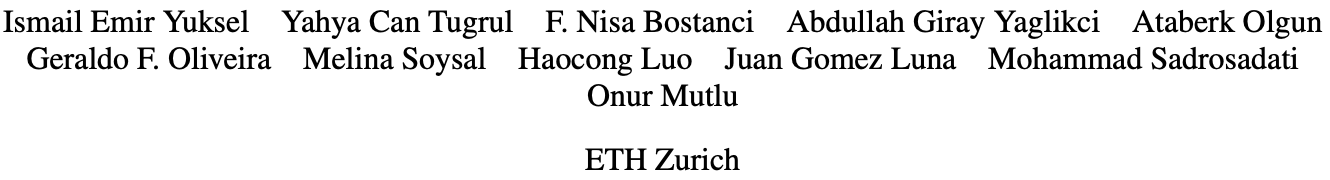 Ismail Emir Yuksel Yahya Can Tugrul F. Nisa Bostanci Abdullah Giray Yaglikci Ataberk Olgun
Geraldo F. Oliveira Melina Soysal Haocong Luo Juan Gomez Luna Mohammad Sadrosadati
Onur Mutlu
ETH Zurich